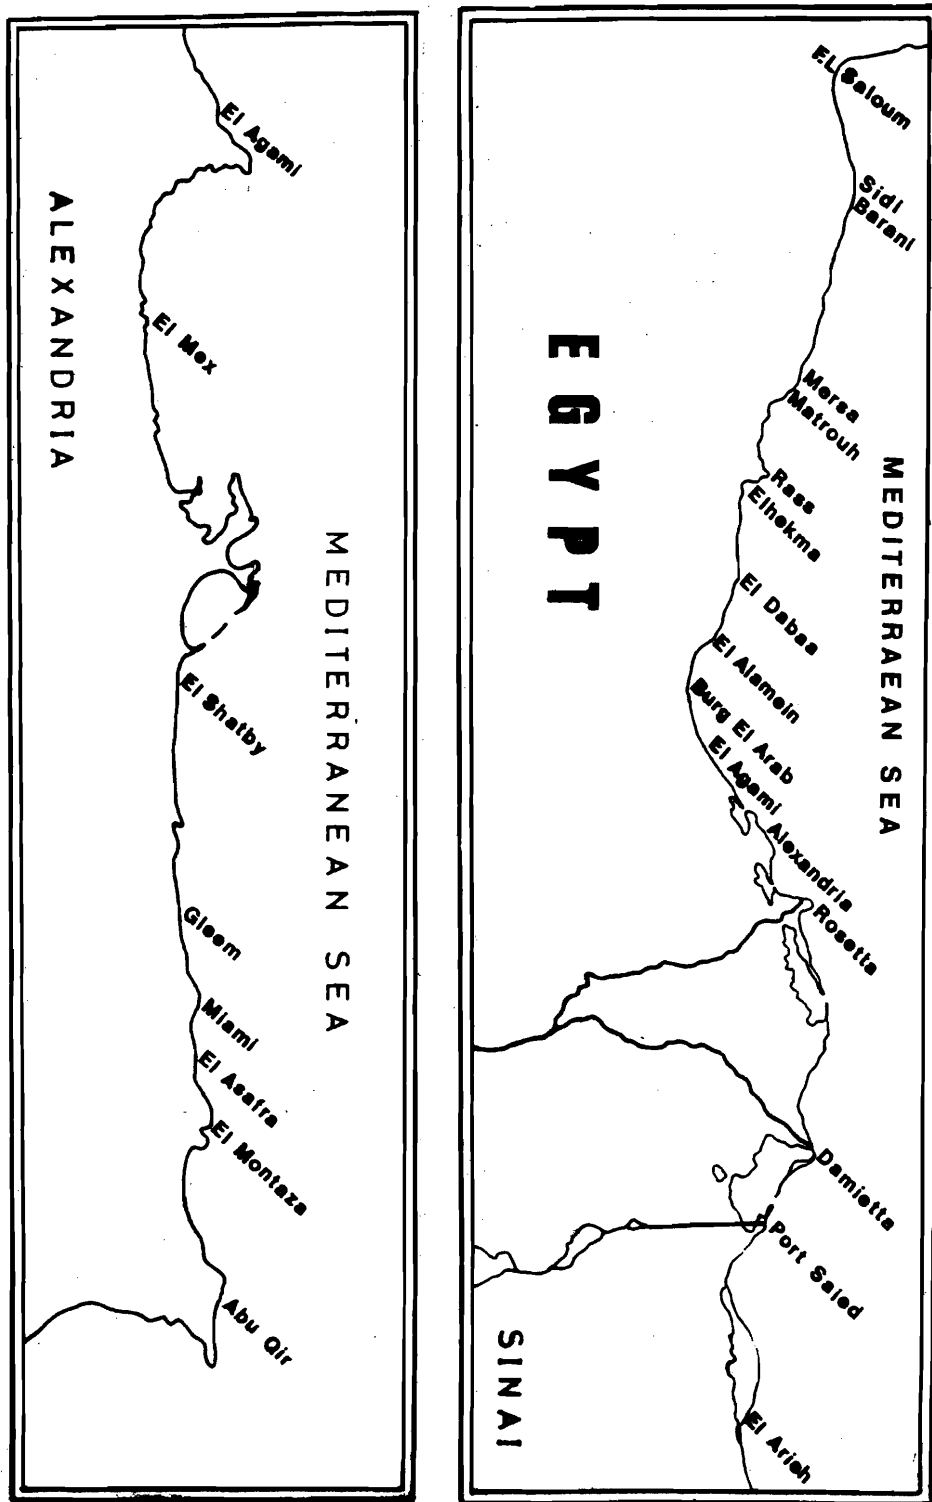 EL Saloum
Sidi
Barani
Mersa
Matrouh
Rass
Elhekma
El Dabaa
El Alamein
Burg El Arab
El Agami
Alexandria
Rosetta
Damietta
Port Saied
El Arish
MEDITERRAEAN SEA
EGYPT
SINAI
El Agami
El Mex
El Shatby
Gleem
Miami
El Asafra
El Montaza
Abu Qir
MEDITERRANEAN SEA
ALEXANDRIA